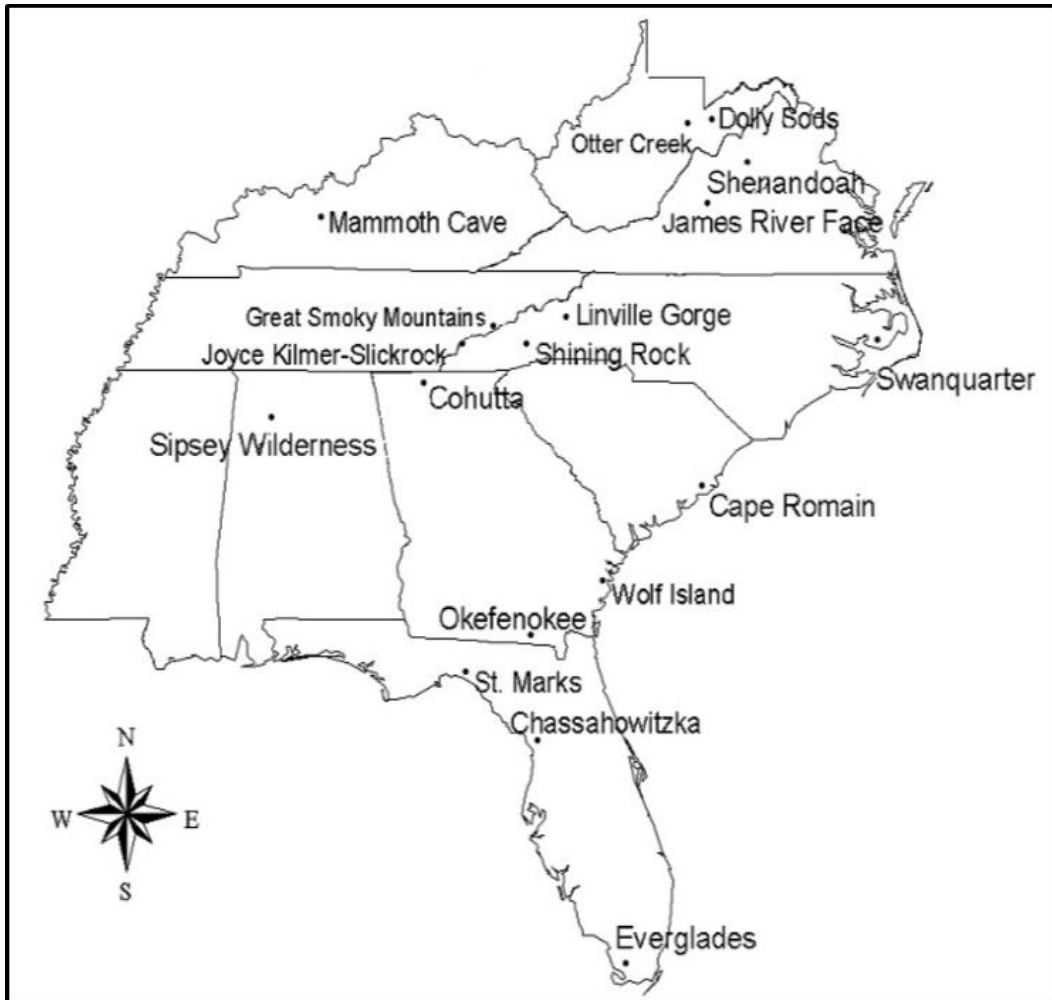 Dolly Sods
Otter Creek
Shenandoah
James River Face
Mammoth Cave
Great Smoky Mountains
Linville Gorge
Joyce Kilmer-Slickrock
Shining Rock
Swanquarter
Cohutta
Sipsey Wilderness
Cape Romain
Wolf Island
Okefenokee
St. Marks
Chassahowitzka
N
W
E
S
Everglades